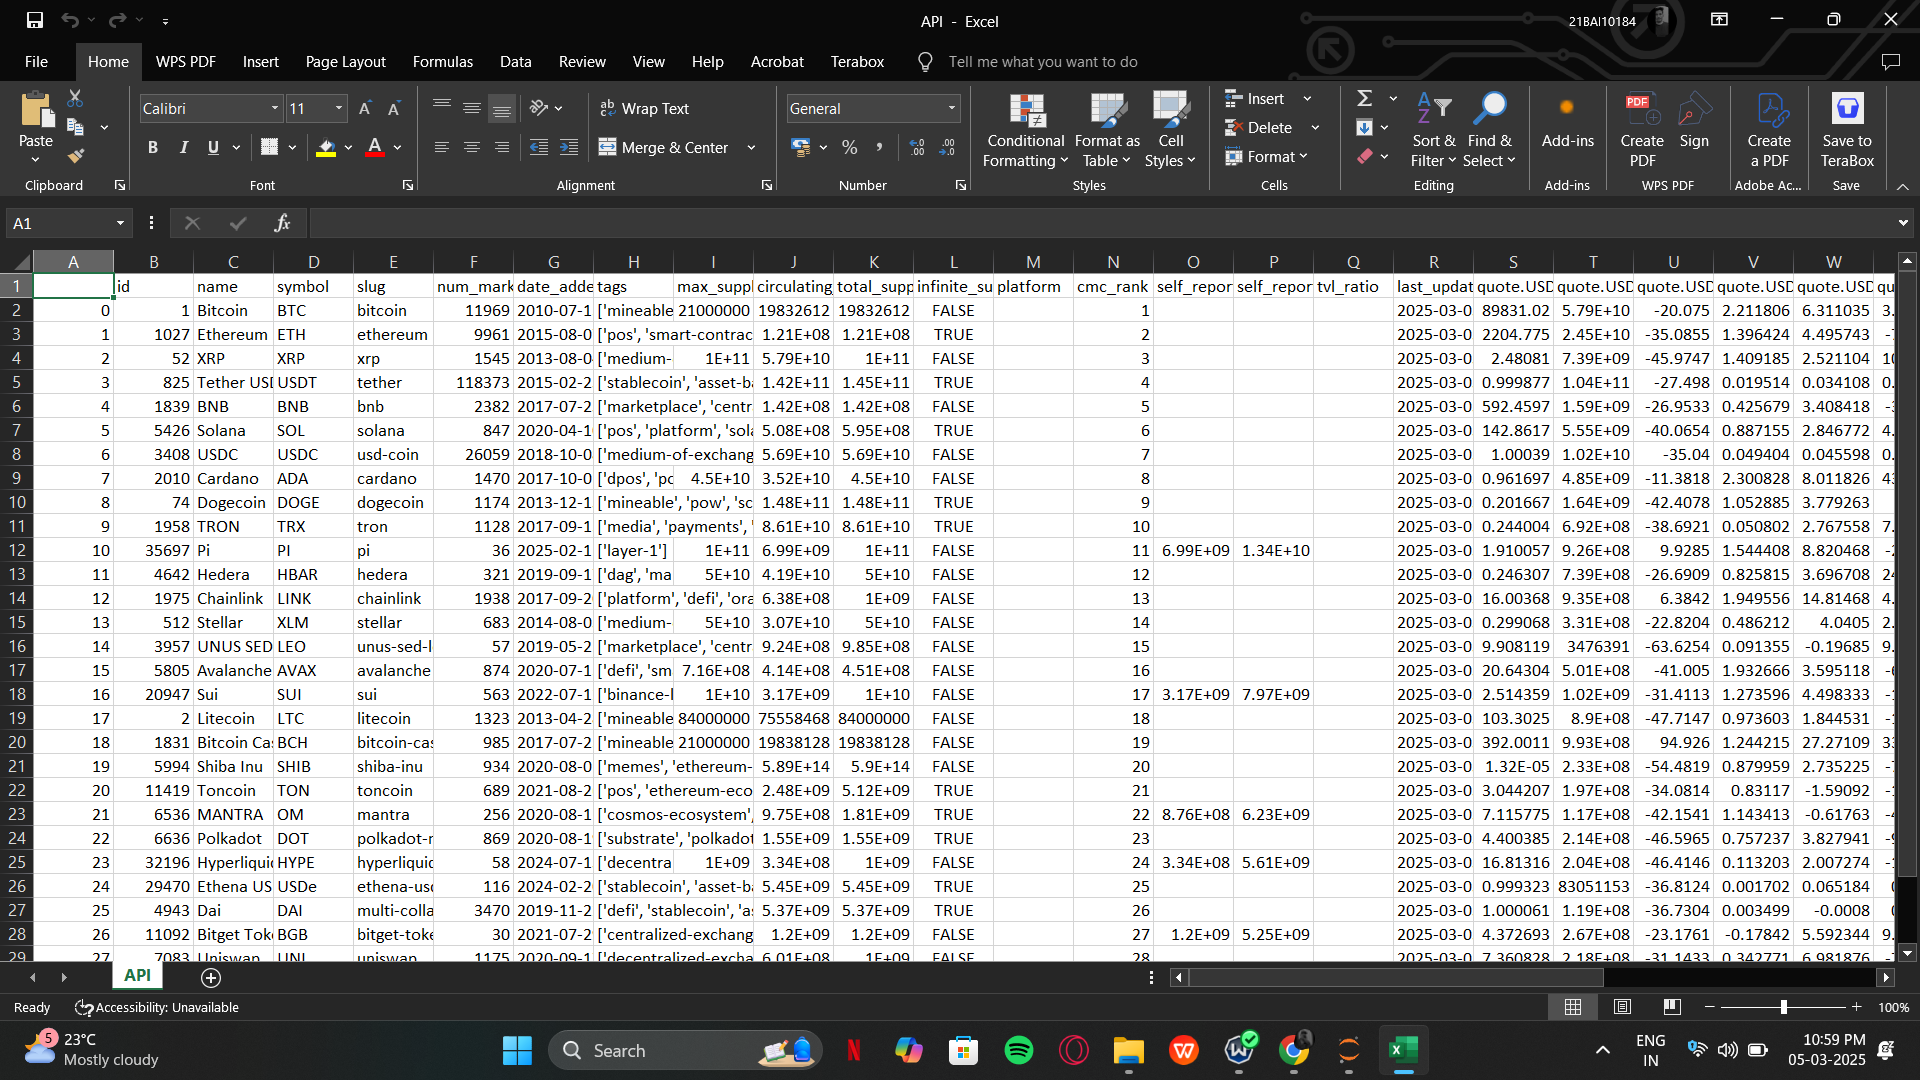 API - Excel
21BAI10184
File Home WPS PDF Insert Page Layout Formulas Data Review View Help Acrobat Terabox Tell me what you want to do
Paste
Clipboard
Calibri 11
B I U
Font
Wrap Text
Merge & Center
Alignment
General
Number
Conditional Formatting
Format as Table
Cell Styles
Styles
Insert
Delete
Format
Cells
Sort & Filter
Find & Select
Editing
Add-ins
Add-ins
Create PDF
Sign
WPS PDF
Create a PDF
Adobe Ac...
Save to TeraBox
Save
A1 fx
A B C D E F G H I J K L M N O P Q R S T U V W
1 id name symbol slug num_mark date_adde tags max_suppl circulating total_supp infinite_su platform cmc_rank self_repor self_repor tvl_ratio last_updat quote.USD quote.USD quote.USD quote.USD quote.USD qu
2 0 1 Bitcoin BTC bitcoin 11969 2010-07-1 ['mineable 21000000 19832612 19832612 FALSE 1 2025-03-0 89831.02 5.79E+10 -20.075 2.211806 6.311035 3.
3 1 1027 Ethereum ETH ethereum 9961 2015-08-0 ['pos', 'smart-contrac 1.21E+08 1.21E+08 TRUE 2 2025-03-0 2204.775 2.45E+10 -35.0855 1.396424 4.495743 -7
4 2 52 XRP XRP xrp 1545 2013-08-0 ['medium- 1E+11 5.79E+10 1E+11 FALSE 3 2025-03-0 2.48081 7.39E+09 -45.9747 1.409185 2.521104 10
5 3 825 Tether USI USDT tether 118373 2015-02-2 ['stablecoin', 'asset-ba 1.42E+11 1.45E+11 TRUE 4 2025-03-0 0.999877 1.04E+11 -27.498 0.019514 0.034108 0.
6 4 1839 BNB BNB bnb 2382 2017-07-2 ['marketplace', 'centr 1.42E+08 1.42E+08 FALSE 5 2025-03-0 592.4597 1.59E+09 -26.9533 0.425679 3.408418 -3
7 5 5426 Solana SOL solana 847 2020-04-1 ['pos', 'platform', 'sola 5.08E+08 5.95E+08 TRUE 6 2025-03-0 142.8617 5.55E+09 -40.0654 0.887155 2.846772 4.
8 6 3408 USDC USDC usd-coin 26059 2018-10-0 ['medium-of-exchang 5.69E+10 5.69E+10 FALSE 7 2025-03-0 1.00039 1.02E+10 -35.04 0.049404 0.045598 0.
9 7 2010 Cardano ADA cardano 1470 2017-10-0 ['dpos', 'po 4.5E+10 3.52E+10 4.5E+10 FALSE 8 2025-03-0 0.961697 4.85E+09 -11.3818 2.300828 8.011826 43
10 8 74 Dogecoin DOGE dogecoin 1174 2013-12-1 ['mineable', 'pow', 'sc 1.48E+11 1.48E+11 TRUE 9 2025-03-0 0.201667 1.64E+09 -42.4078 1.052885 3.779263
11 9 1958 TRON TRX tron 1128 2017-09-1 ['media', 'payments', ' 8.61E+10 8.61E+10 TRUE 10 2025-03-0 0.244004 6.92E+08 -38.6921 0.050802 2.767558 7.
12 10 35697 Pi PI pi 36 2025-02-1 ['layer-1'] 1E+11 6.99E+09 1E+11 FALSE 11 6.99E+09 1.34E+10 2025-03-0 1.910057 9.26E+08 9.9285 1.544408 8.820468 -2
13 11 4642 Hedera HBAR hedera 321 2019-09-1 ['dag', 'ma 5E+10 4.19E+10 5E+10 FALSE 12 2025-03-0 0.246307 7.39E+08 -26.6909 0.825815 3.696708 24
14 12 1975 Chainlink LINK chainlink 1938 2017-09-2 ['platform', 'defi', 'ora 6.38E+08 1E+09 FALSE 13 2025-03-0 16.00368 9.35E+08 6.3842 1.949556 14.81468 4.
15 13 512 Stellar XLM stellar 683 2014-08-0 ['medium- 5E+10 3.07E+10 5E+10 FALSE 14 2025-03-0 0.299068 3.31E+08 -22.8204 0.486212 4.0405 2.
16 14 3957 UNUS SED LEO unus-sed-l 57 2019-05-2 ['marketplace', 'centr 9.24E+08 9.85E+08 FALSE 15 2025-03-0 9.908119 3476391 -63.6254 0.091355 -0.19685 9.
17 15 5805 Avalanche AVAX avalanche 874 2020-07-1 ['defi', 'sm 7.16E+08 4.14E+08 4.51E+08 FALSE 16 2025-03-0 20.64304 5.01E+08 -41.005 1.932666 3.595118 -6
18 16 20947 Sui SUI sui 563 2022-07-1 ['binance-l 1E+10 3.17E+09 1E+10 FALSE 17 3.17E+09 7.97E+09 2025-03-0 2.514359 1.02E+09 -31.4113 1.273596 4.498333 -1
19 17 2 Litecoin LTC litecoin 1323 2013-04-2 ['mineable 84000000 75558468 84000000 FALSE 18 2025-03-0 103.3025 8.9E+08 -47.7147 0.973603 1.844531 -1
20 18 1831 Bitcoin Cas BCH bitcoin-cas 985 2017-07-2 ['mineable 21000000 19838128 19838128 FALSE 19 2025-03-0 392.0011 9.93E+08 94.926 1.244215 27.27109 33
21 19 5994 Shiba Inu SHIB shiba-inu 934 2020-08-0 ['memes', 'ethereum- 5.89E+14 5.9E+14 FALSE 20 2025-03-0 1.32E-05 2.33E+08 -54.4819 0.879959 2.735225 -7
22 20 11419 Toncoin TON toncoin 689 2021-08-2 ['pos', 'ethereum-eco 2.48E+09 5.12E+09 TRUE 21 2025-03-0 3.044207 1.97E+08 -34.0814 0.83117 -1.59092 -1
23 21 6536 MANTRA OM mantra 256 2020-08-1 ['cosmos-ecosystem', 9.75E+08 1.81E+09 TRUE 22 8.76E+08 6.23E+09 2025-03-0 7.115775 1.17E+08 -42.1541 1.143413 -0.61763 -4
24 22 6636 Polkadot DOT polkadot-n 869 2020-08-1 ['substrate', 'polkadot 1.55E+09 1.55E+09 TRUE 23 2025-03-0 4.400385 2.14E+08 -46.5965 0.757237 3.827941 -9
25 23 32196 Hyperliquid HYPE hyperliquid 58 2024-07-1 ['decentra 1E+09 3.34E+08 1E+09 FALSE 24 3.34E+08 5.61E+09 2025-03-0 16.81316 2.04E+08 -46.4146 0.113203 2.007274 -1
26 24 29470 Ethena US USDe ethena-usd 116 2024-02-2 ['stablecoin', 'asset-ba 5.45E+09 5.45E+09 TRUE 25 2025-03-0 0.999323 83051153 -36.8124 0.001702 0.065184
27 25 4943 Dai DAI multi-colla 3470 2019-11-2 ['defi', 'stablecoin', 'as 5.37E+09 5.37E+09 TRUE 26 2025-03-0 1.000061 1.19E+08 -36.7304 0.003499 -0.0008
28 26 11092 Bitget Toke BGB bitget-toke 30 2021-07-2 ['centralized-exchang 1.2E+09 1.2E+09 FALSE 27 1.2E+09 5.25E+09 2025-03-0 4.372693 2.67E+08 -23.1761 -0.17842 5.592344 9.
29 27 7083 Uniswap UNI uniswap 1175 2020-09-1 ['decentralized-excha 6.01E+08 1E+09 FALSE 28 2025-03-0 7.360828 2.18E+08 -31.1433 0.342771 6.981876
API
Ready Accessibility: Unavailable 100%
5 23°C
Mostly cloudy
Search
ENG
IN
10:59 PM
05-03-2025